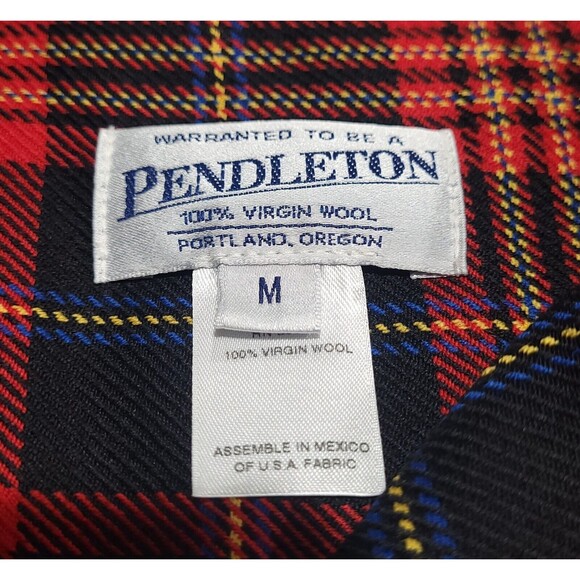 WARRANTED TO BE A
PENDLETON
100% VIRGIN WOOL
PORTLAND, OREGON
M
100% VIRGIN WOOL
ASSEMBLE IN MEXICO
OF U.S.A. FABRIC